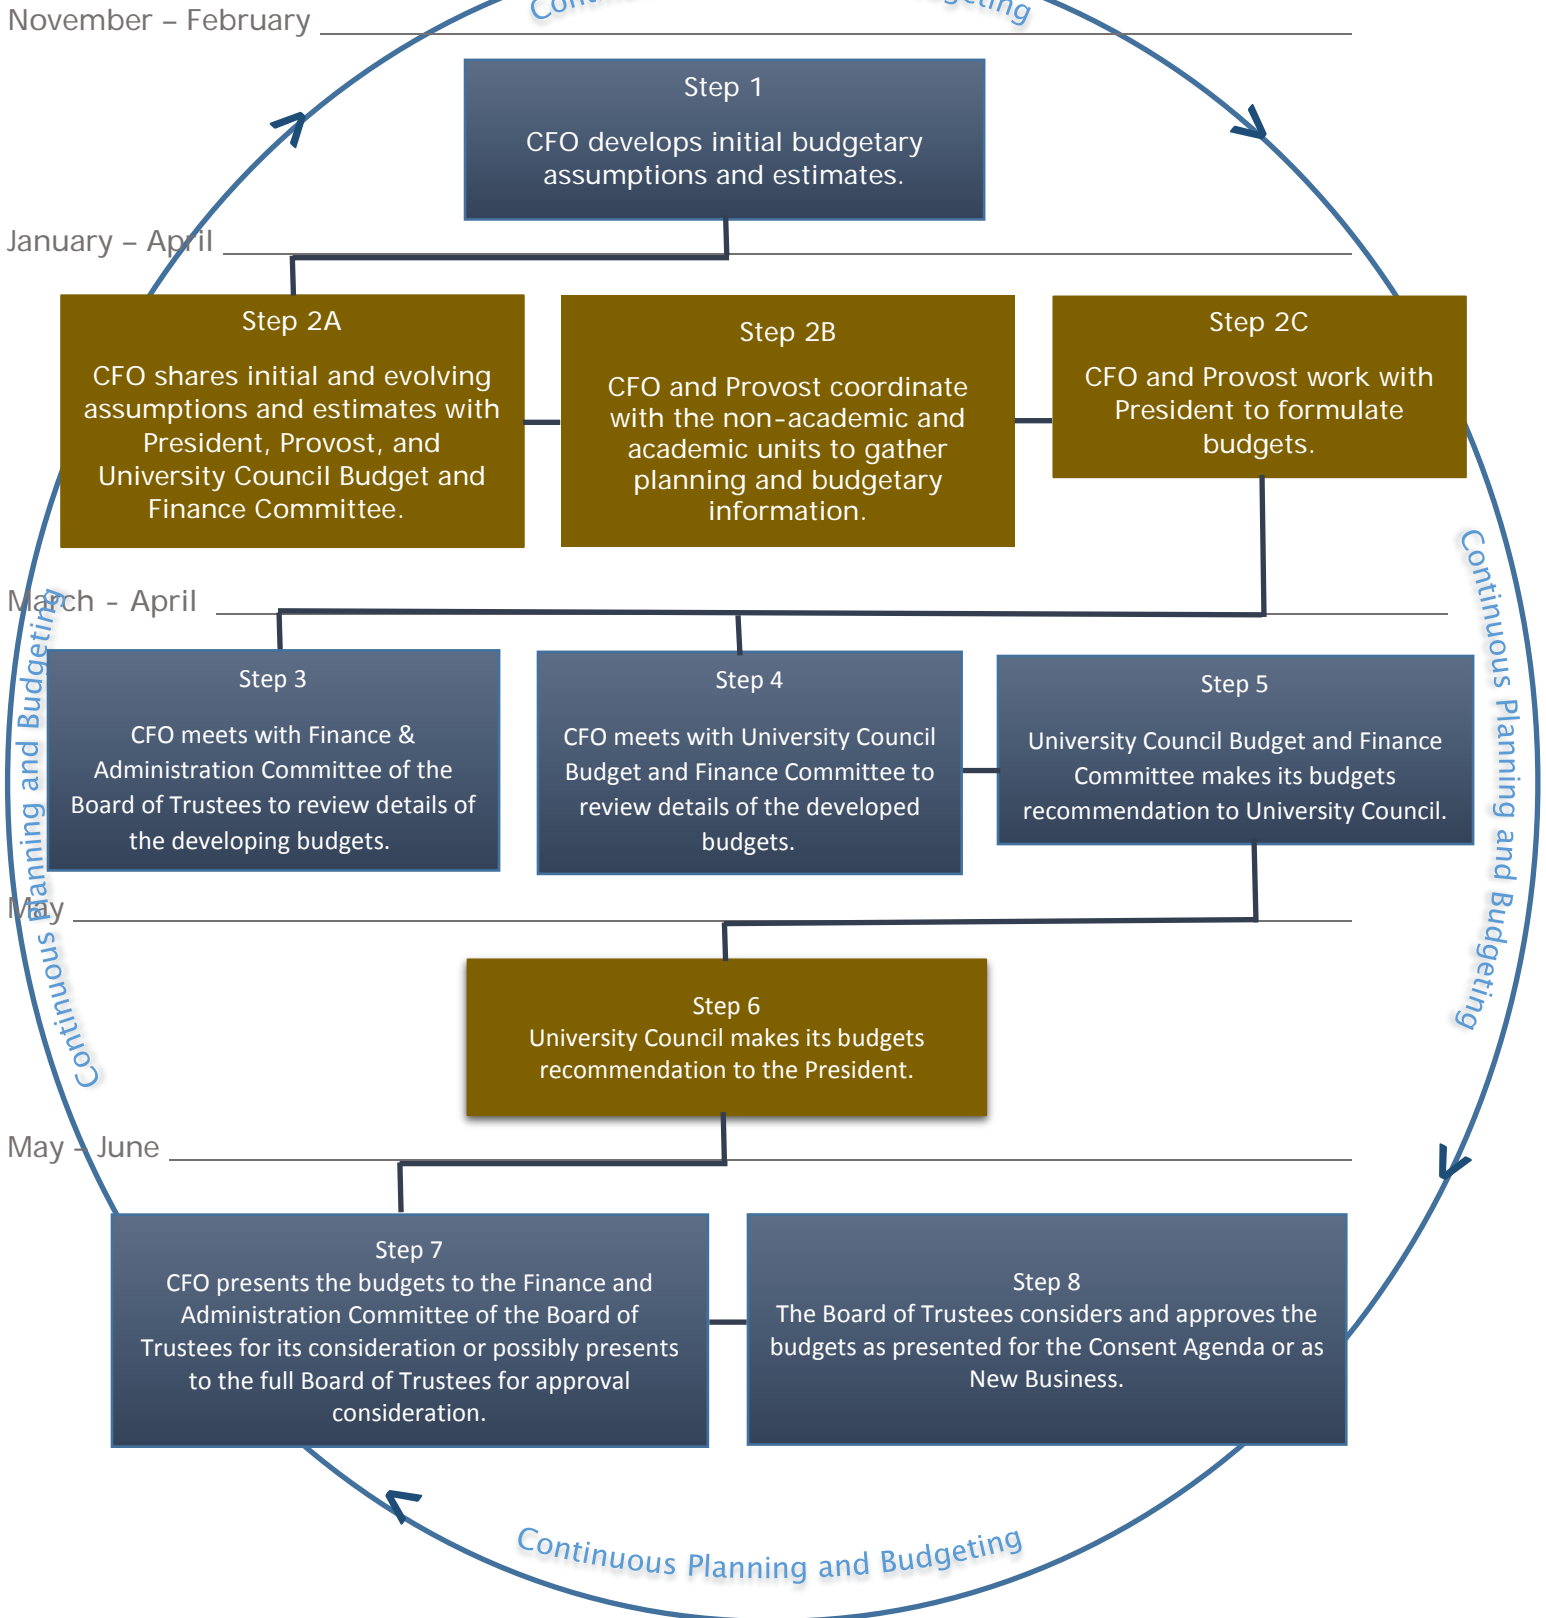 November – February
geting
Step 1
CFO develops initial budgetary
assumptions and estimates.
January – April
Step 2A
CFO shares initial and evolving
assumptions and estimates with
President, Provost, and
University Council Budget and
Finance Committee.
Step 2B
CFO and Provost coordinate
with the non-academic and
academic units to gather
planning and budgetary
information.
Step 2C
CFO and Provost work with
President to formulate
budgets.
March - April
Continuous Planning and Budgeting
Continuous Planning and Budgeting
Step 3
CFO meets with Finance &
Administration Committee of the
Board of Trustees to review details of
the developing budgets.
Step 4
CFO meets with University Council
Budget and Finance Committee to
review details of the developed
budgets.
Step 5
University Council Budget and Finance
Committee makes its budgets
recommendation to University Council.
May
Step 6
University Council makes its budgets
recommendation to the President.
May - June
Step 7
CFO presents the budgets to the Finance and
Administration Committee of the Board of
Trustees for its consideration or possibly presents
to the full Board of Trustees for approval
consideration.
Step 8
The Board of Trustees considers and approves the
budgets as presented for the Consent Agenda or as
New Business.
Continuous Planning and Budgeting